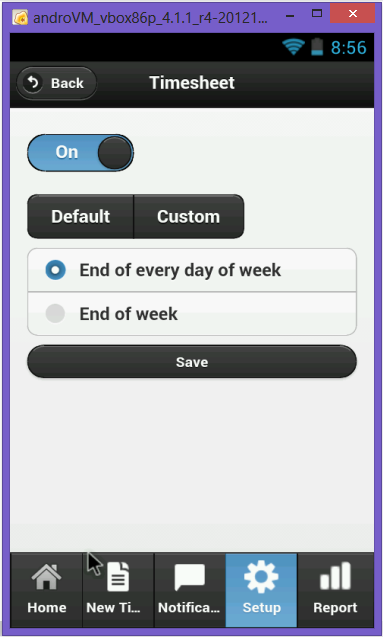 androVM_vbox86p_4.1.1_r4-20121...
8:56
Back
Timesheet
On
Default
Custom
End of every day of week
End of week
Save
Home
New Ti...
Notifica...
Setup
Report